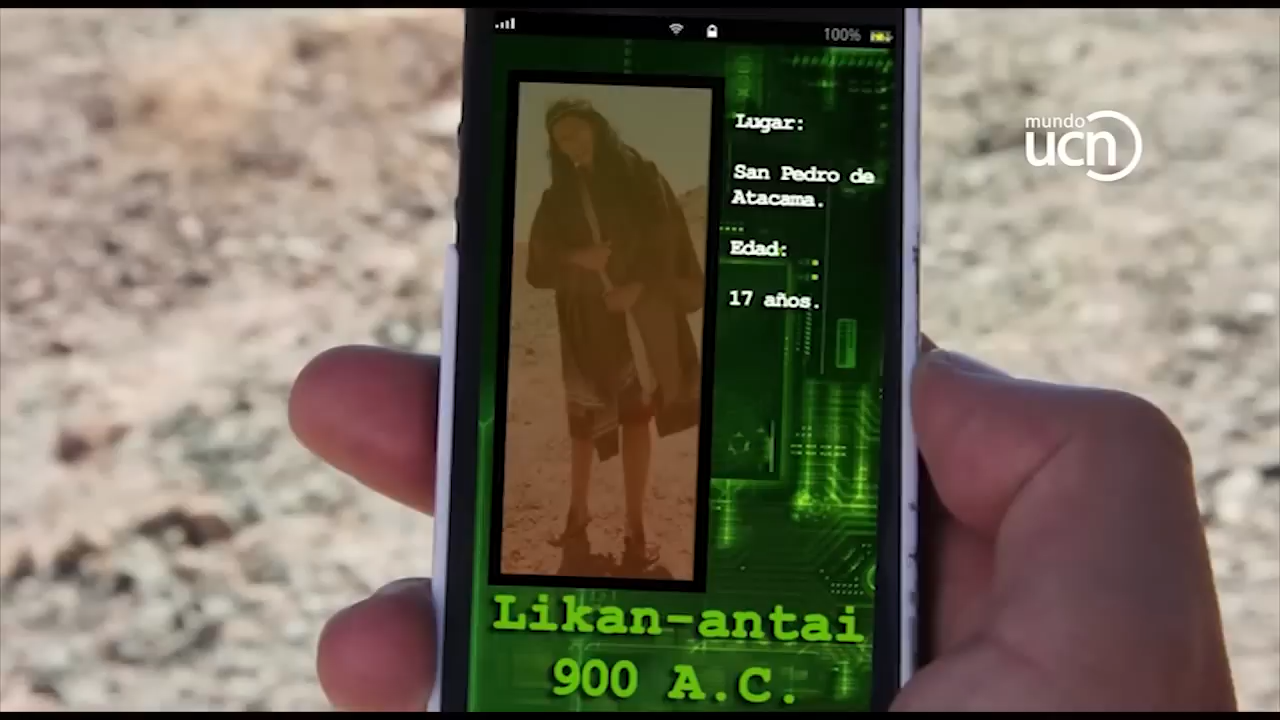 100%
mundo
ucn
Lugar:
San Pedro de
Atacama.
Edad:
17 años.
Likan-antai
900 A.C.